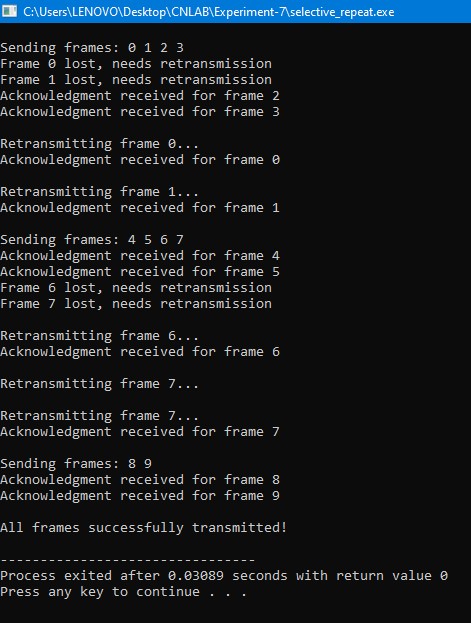 C:\Users\LENOVO\Desktop\CNLAB\Experiment-7\selective_repeat.exe
Sending frames: 0 1 2 3
Frame 0 lost, needs retransmission
Frame 1 lost, needs retransmission
Acknowledgment received for frame 2
Acknowledgment received for frame 3
Retransmitting frame 0...
Acknowledgment received for frame 0
Retransmitting frame 1...
Acknowledgment received for frame 1
Sending frames: 4 5 6 7
Acknowledgment received for frame 4
Acknowledgment received for frame 5
Frame 6 lost, needs retransmission
Frame 7 lost, needs retransmission
Retransmitting frame 6...
Acknowledgment received for frame 6
Retransmitting frame 7...
Retransmitting frame 7...
Acknowledgment received for frame 7
Sending frames: 8 9
Acknowledgment received for frame 8
Acknowledgment received for frame 9
All frames successfully transmitted!
--------------------------------
Process exited after 0.03089 seconds with return value 0
Press any key to continue . . .